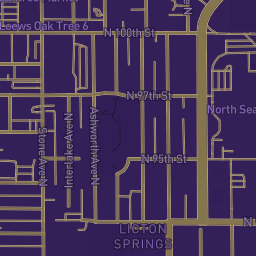 Loews Oak Tree 6
N 100th St
N 97th St
North Sea
Stone Ave N
Interlake Ave N
Ashworth Ave N
N 95th St
LICTON
SPRINGS
N